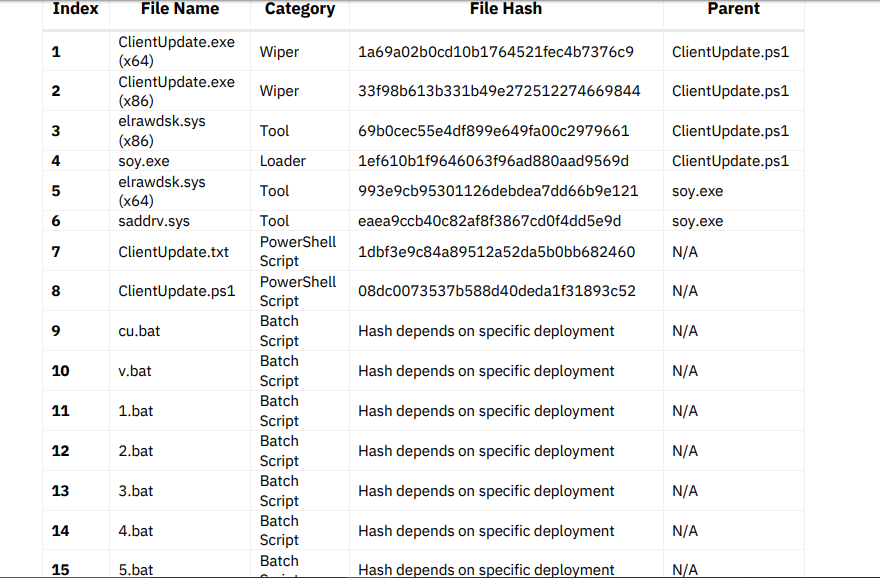 Index File Name Category File Hash Parent
1 ClientUpdate.exe (x64) Wiper 1a69a02b0cd10b1764521fec4b7376c9 ClientUpdate.ps1
2 ClientUpdate.exe (x86) Wiper 33f98b613b331b49e272512274669844 ClientUpdate.ps1
3 elrawdsk.sys (x86) Tool 69b0cec55e4df899e649fa00c2979661 ClientUpdate.ps1
4 soy.exe Loader 1ef610b1f9646063f96ad880aad9569d ClientUpdate.ps1
5 elrawdsk.sys (x64) Tool 993e9cb95301126debdea7dd66b9e121 soy.exe
6 saddrv.sys Tool eaea9ccb40c82af8f3867cd0f4dd5e9d soy.exe
7 ClientUpdate.txt PowerShell Script 1dbf3e9c84a89512a52da5b0bb682460 N/A
8 ClientUpdate.ps1 PowerShell Script 08dc0073537b588d40deda1f31893c52 N/A
9 cu.bat Batch Script Hash depends on specific deployment N/A
10 v.bat Batch Script Hash depends on specific deployment N/A
11 1.bat Batch Script Hash depends on specific deployment N/A
12 2.bat Batch Script Hash depends on specific deployment N/A
13 3.bat Batch Script Hash depends on specific deployment N/A
14 4.bat Batch Script Hash depends on specific deployment N/A
15 5.bat Batch Hash depends on specific deployment N/A